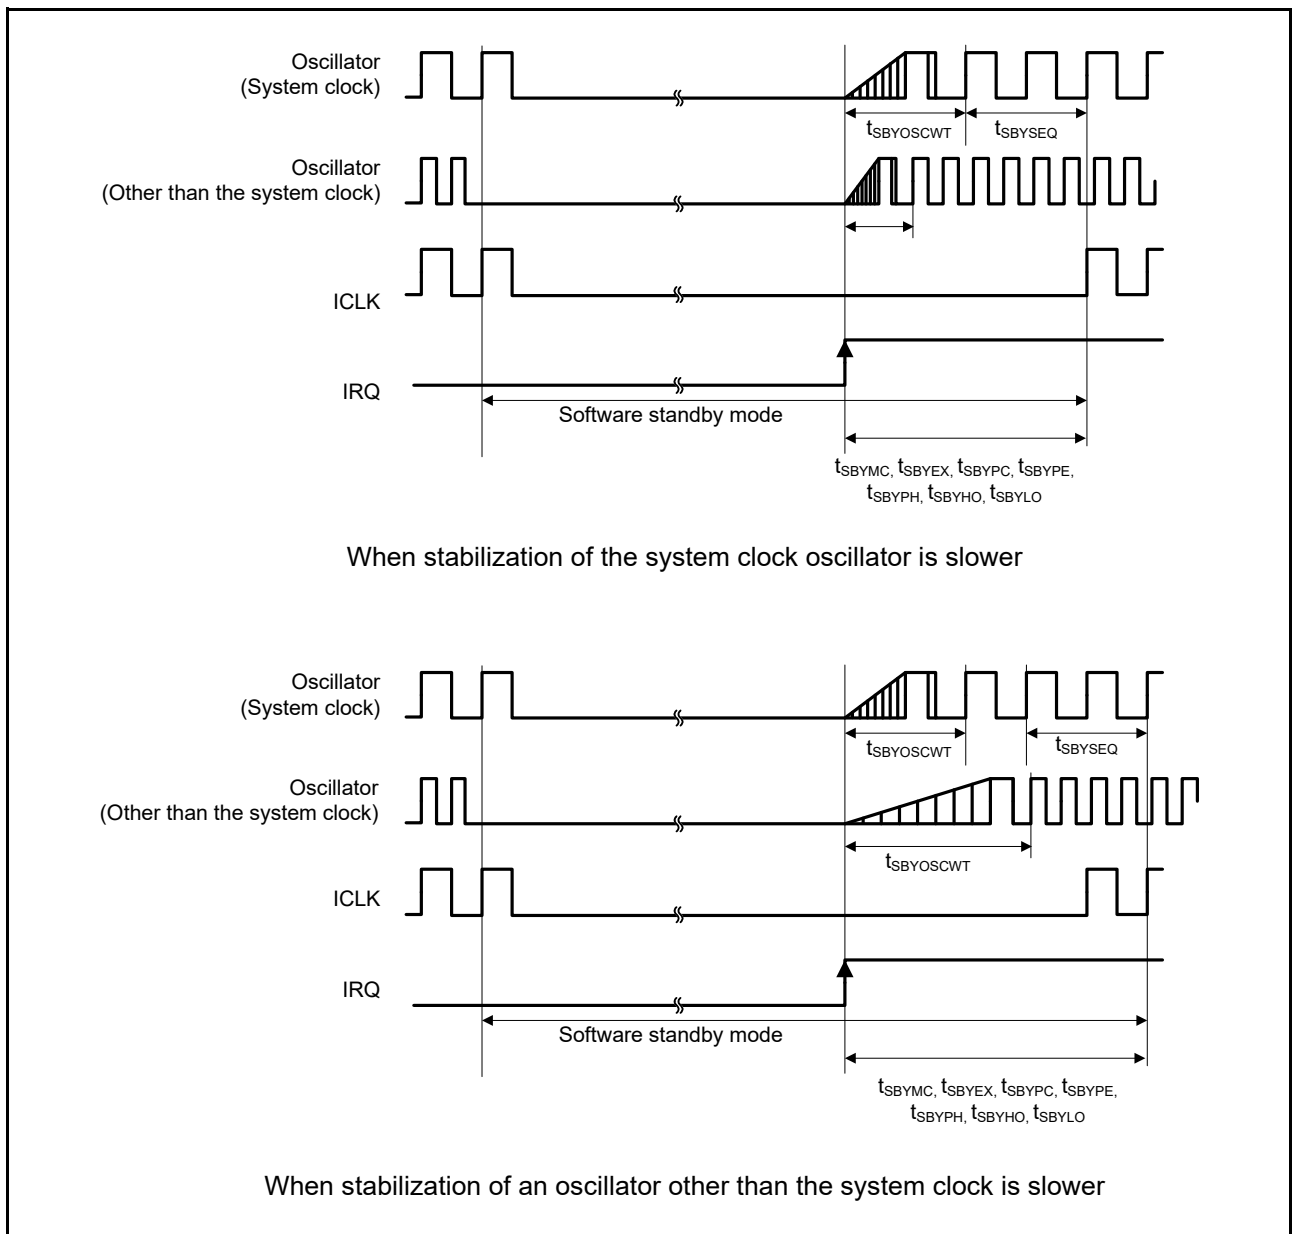 Oscillator
(System clock)
tSBYOSCWT
tSBYSEQ
Oscillator
(Other than the system clock)
ICLK
IRQ
Software standby mode
tSBYMC, tSBYEX, tSBYPC, tSBYPE,
tSBYPH, tSBYHO, tSBYLO
When stabilization of the system clock oscillator is slower
Oscillator
(System clock)
tSBYOSCWT
tSBYSEQ
Oscillator
(Other than the system clock)
tSBYOSCWT
ICLK
IRQ
Software standby mode
tSBYMC, tSBYEX, tSBYPC, tSBYPE,
tSBYPH, tSBYHO, tSBYLO
When stabilization of an oscillator other than the system clock is slower